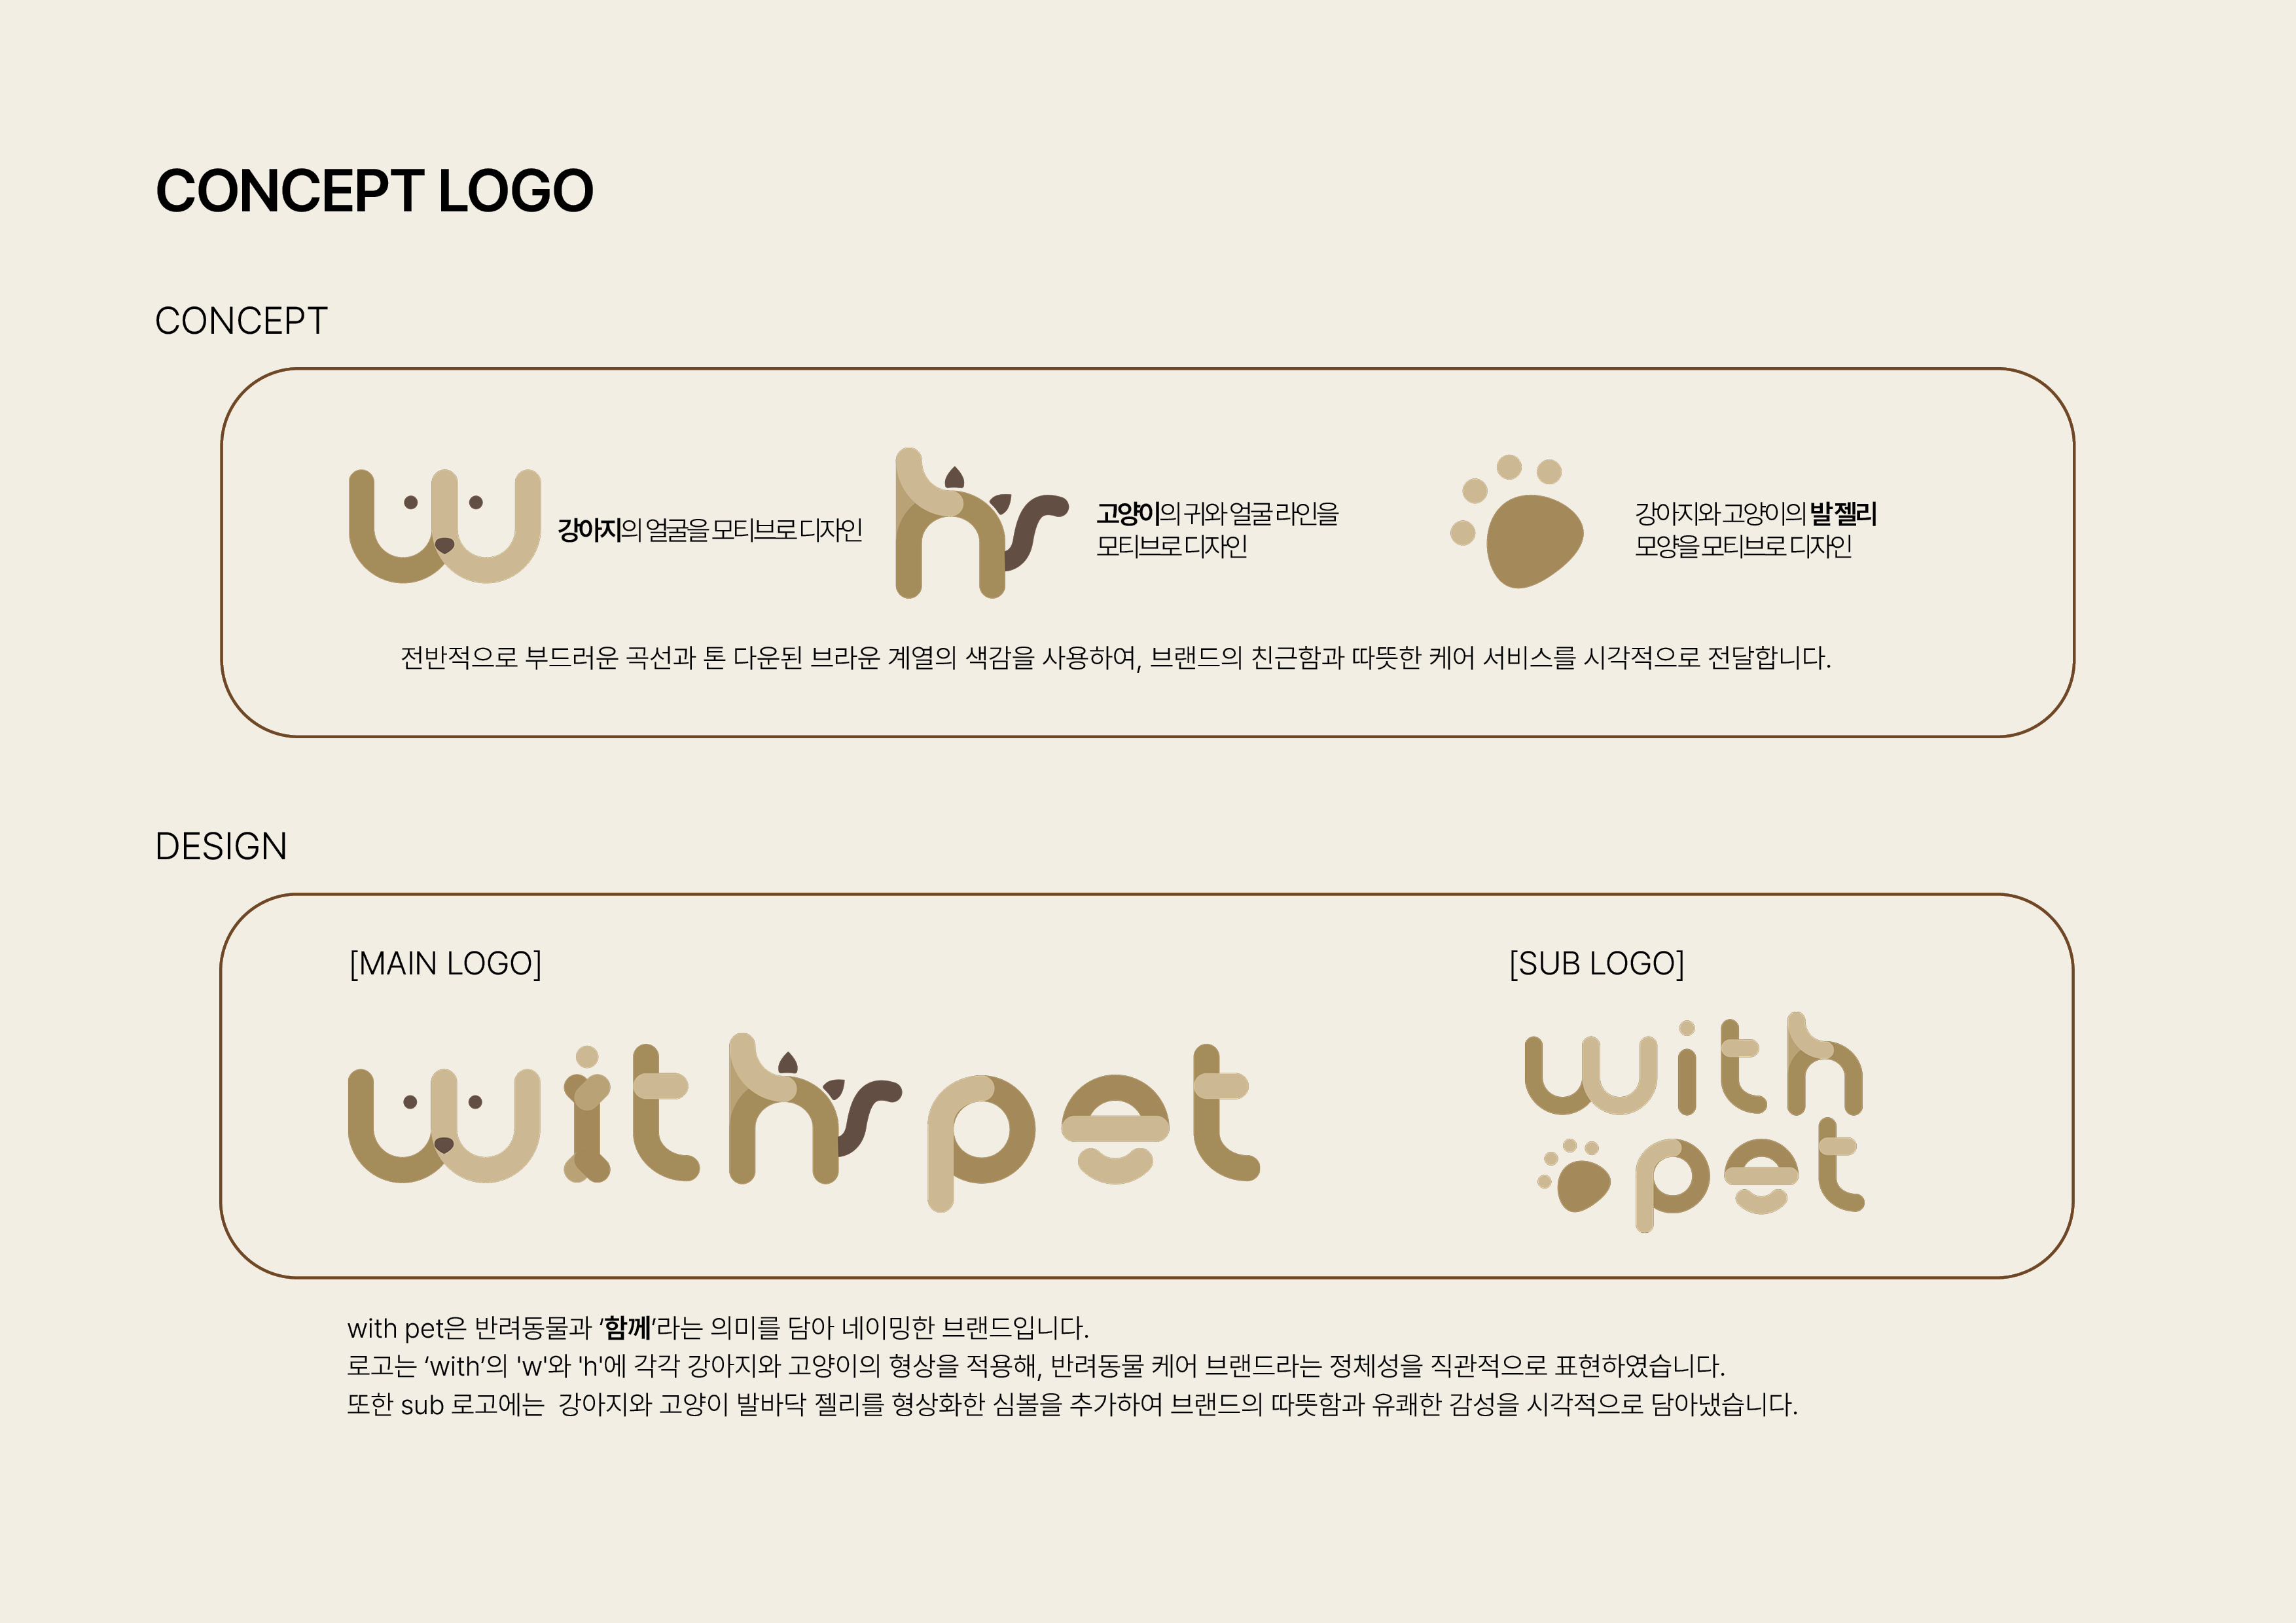 CONCEPT LOGO
CONCEPT
w
강아지의 얼굴을 모티브로 디자인
h
고양이의 귀와 얼굴 라인을
모티브로 디자인
강아지와 고양이의 발 젤리
모양을 모티브로 디자인
전반적으로 부드러운 곡선과 톤 다운된 브라운 계열의 색감을 사용하여, 브랜드의 친근함과 따뜻한 케어 서비스를 시각적으로 전달합니다.
DESIGN
[MAIN LOGO]
with pet
[SUB LOGO]
with
pet
with pet은 반려동물과 ‘함께’라는 의미를 담아 네이밍한 브랜드입니다.
로고는 ‘with’의 'w'와 'h'에 각각 강아지와 고양이의 형상을 적용해, 반려동물 케어 브랜드라는 정체성을 직관적으로 표현하였습니다.
또한 sub 로고에는 강아지와 고양이 발바닥 젤리를 형상화한 심볼을 추가하여 브랜드의 따뜻함과 유쾌한 감성을 시각적으로 담아냈습니다.